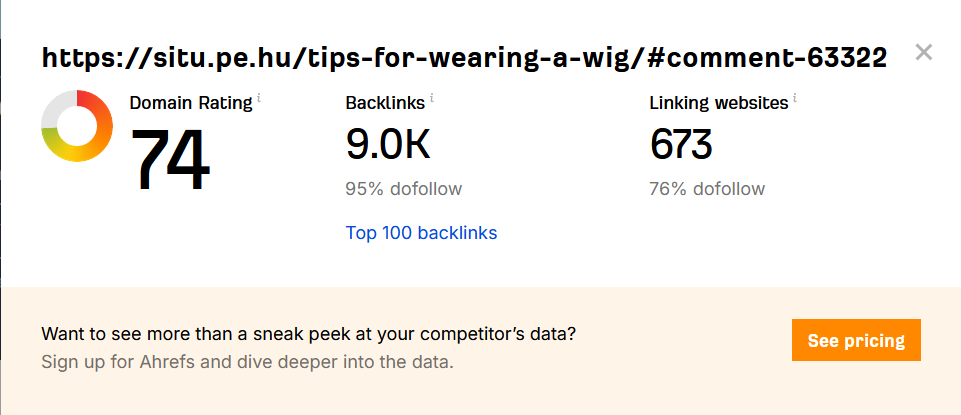 https://situ.pe.hu/tips-for-wearing-a-wig/#comment-63322
Domain Rating i
Backlinks i
Linking websites i
74
9.0K
673
95% dofollow
76% dofollow
Top 100 backlinks
Want to see more than a sneak peek at your competitor’s data?
Sign up for Ahrefs and dive deeper into the data.
See pricing